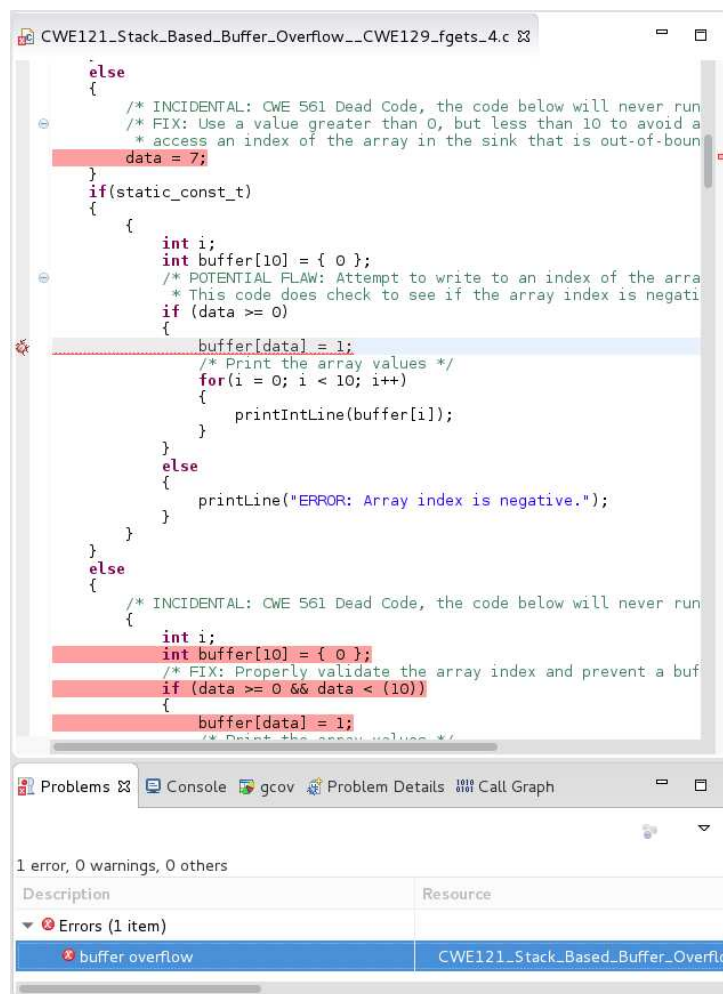 CWE121_Stack_Based_Buffer_Overflow__CWE129_fgets_4.c
}
else
{
/* INCIDENTAL: CWE 561 Dead Code, the code below will never run
/* FIX: Use a value greater than 0, but less than 10 to avoid a
* access an index of the array in the sink that is out-of-boun
data = 7;
}
if(static_const_t)
{
{
int i;
int buffer[10] = { 0 };
/* POTENTIAL FLAW: Attempt to write to an index of the arra
* This code does check to see if the array index is negati
if (data >= 0)
{
buffer[data] = 1;
/* Print the array values */
for(i = 0; i < 10; i++)
{
printIntLine(buffer[i]);
}
}
else
{
printLine("ERROR: Array index is negative.");
}
}
}
else
{
/* INCIDENTAL: CWE 561 Dead Code, the code below will never run
{
int i;
int buffer[10] = { 0 };
/* FIX: Properly validate the array index and prevent a buf
if (data >= 0 && data < (10))
{
buffer[data] = 1;
/* Print the array values */
Problems Console gcov Problem Details Call Graph
1 error, 0 warnings, 0 others
Description Resource
Errors (1 item)
buffer overflow CWE121_Stack_Based_Buffer_Overflo